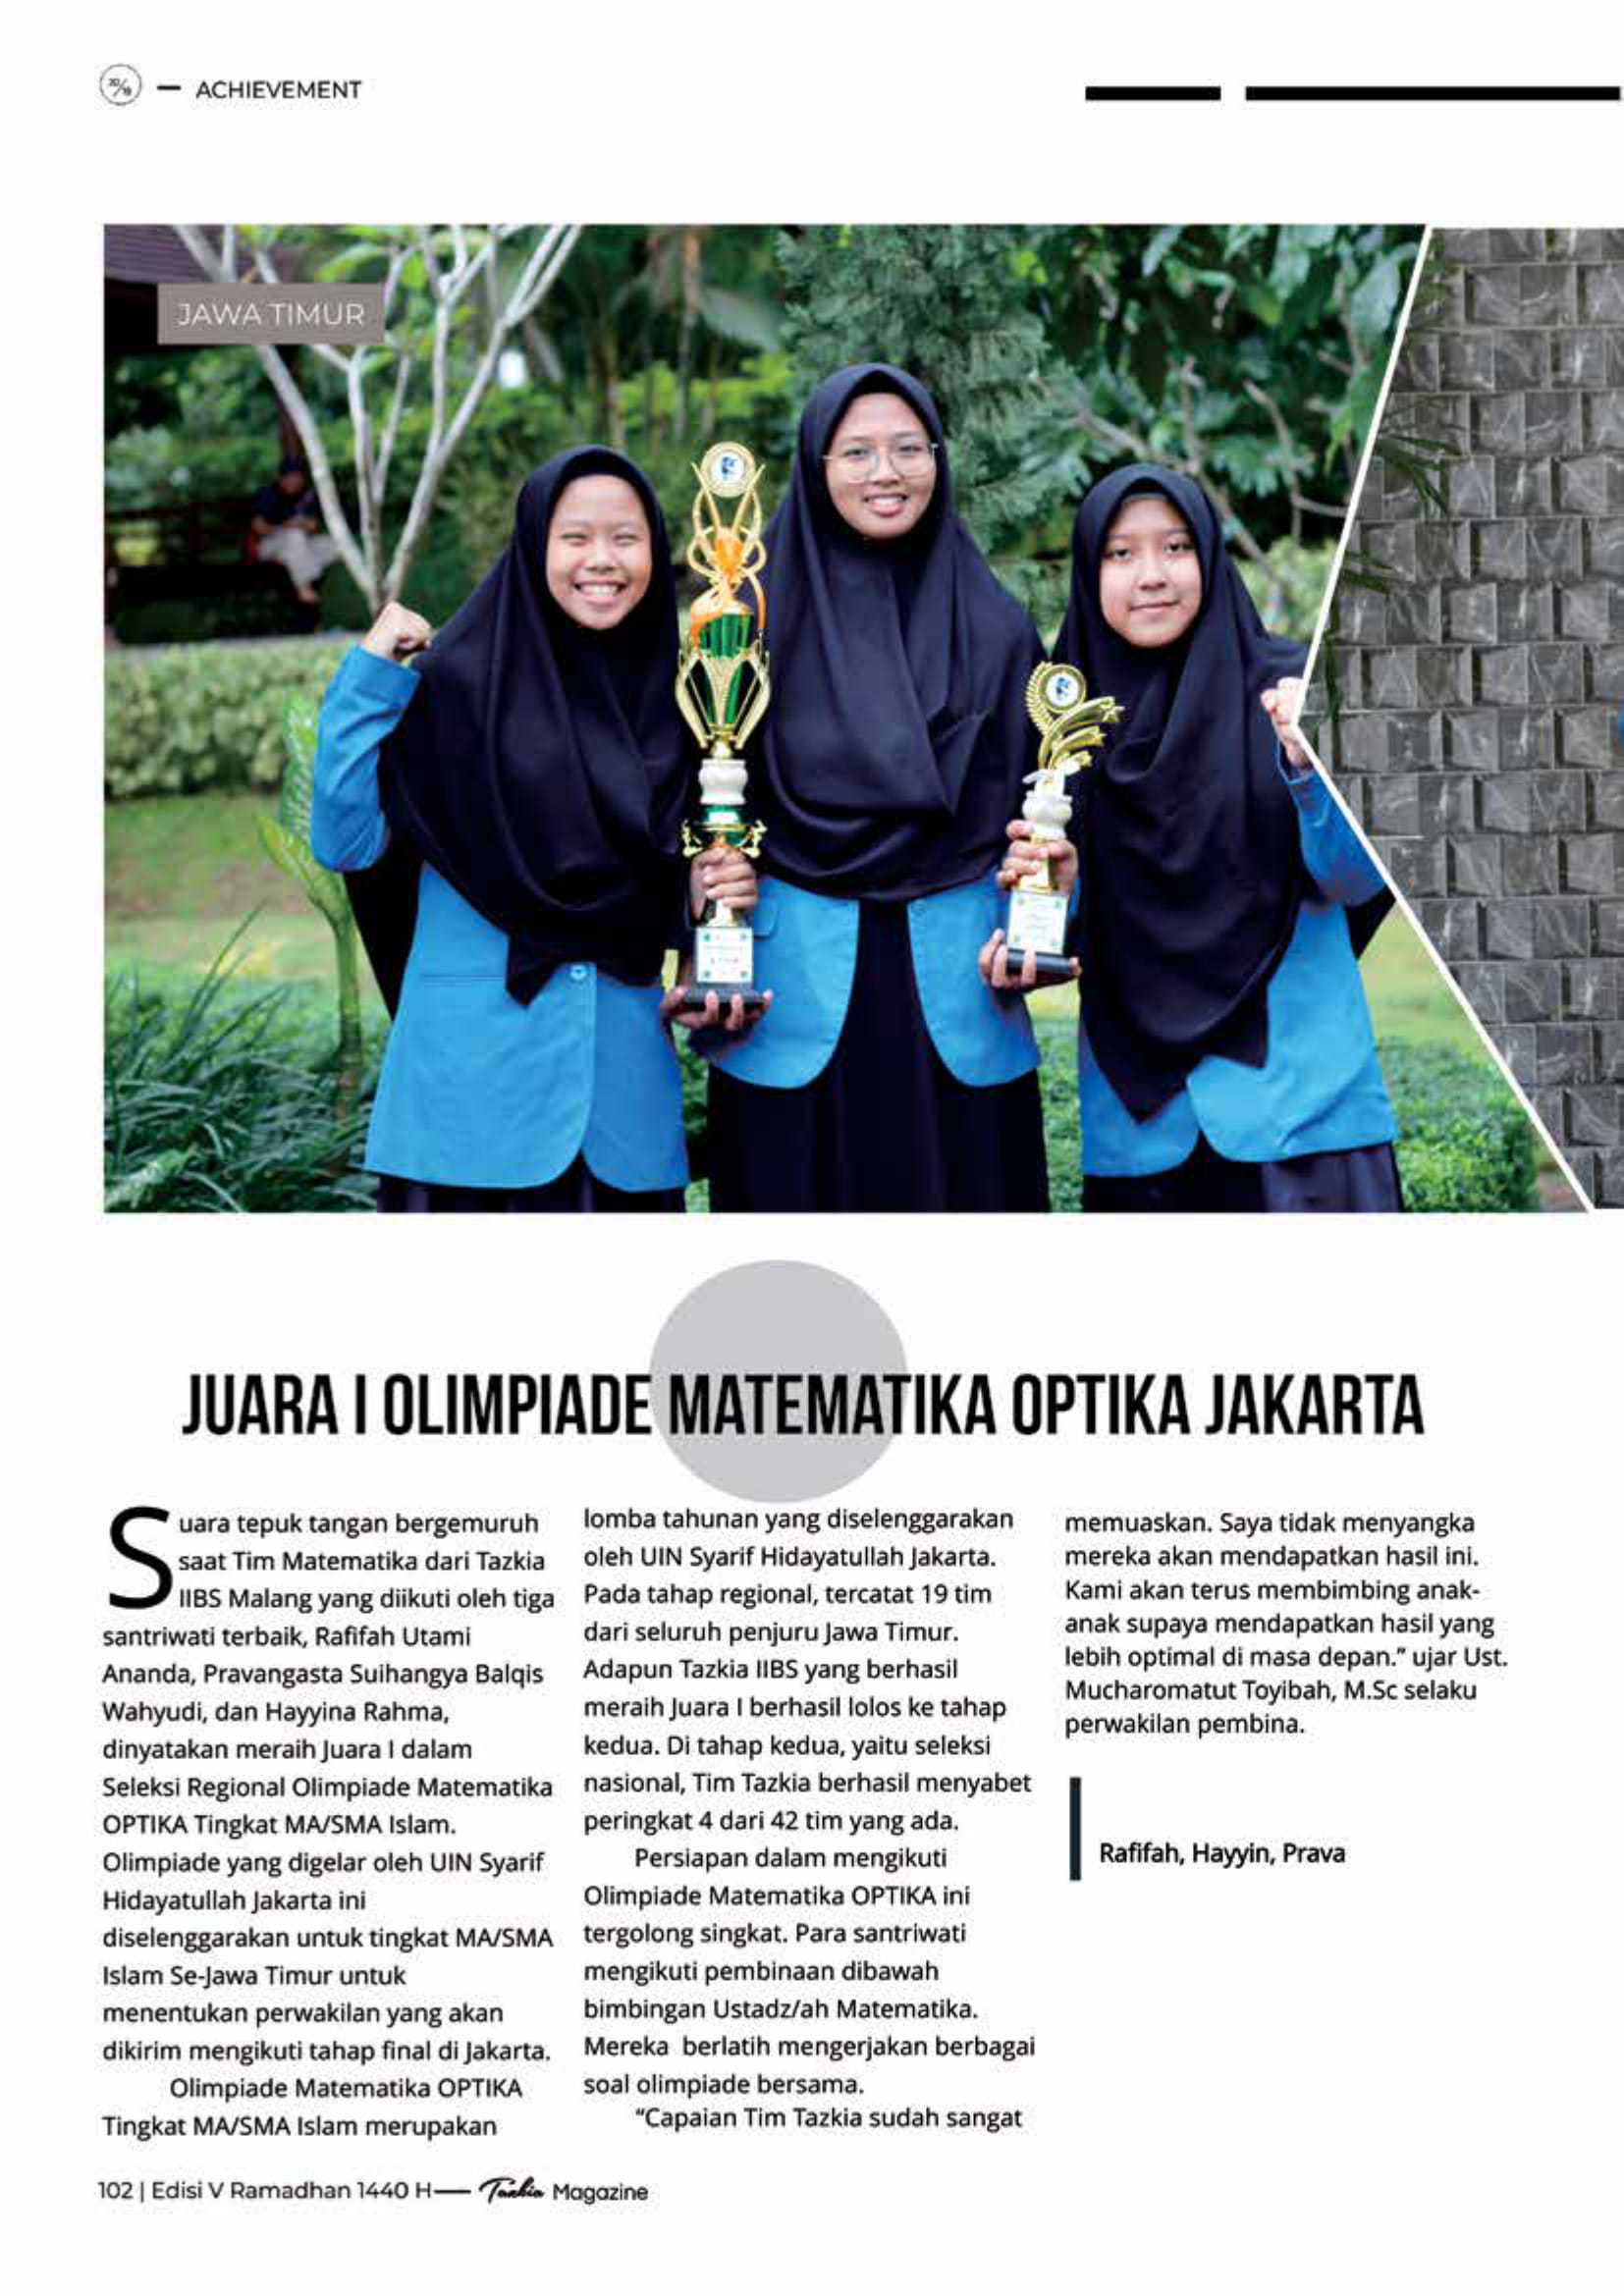 20/19 — ACHIEVEMENT
JAWA TIMUR
JUARA I OLIMPIADE MATEMATIKA OPTIKA JAKARTA
Suara tepuk tangan bergemuruh
saat Tim Matematika dari Tazkia
IIBS Malang yang diikuti oleh tiga
santriwati terbaik, Rafifah Utami
Ananda, Pravangasta Suihangya Balqis
Wahyudi, dan Hayyina Rahma,
dinyatakan meraih Juara I dalam
Seleksi Regional Olimpiade Matematika
OPTIKA Tingkat MA/SMA Islam.
Olimpiade yang digelar oleh UIN Syarif
Hidayatullah Jakarta ini
diselenggarakan untuk tingkat MA/SMA
Islam Se-Jawa Timur untuk
menentukan perwakilan yang akan
dikirim mengikuti tahap final di Jakarta.
Olimpiade Matematika OPTIKA
Tingkat MA/SMA Islam merupakan
lomba tahunan yang diselenggarakan
oleh UIN Syarif Hidayatullah Jakarta.
Pada tahap regional, tercatat 19 tim
dari seluruh penjuru Jawa Timur.
Adapun Tazkia IIBS yang berhasil
meraih Juara I berhasil lolos ke tahap
kedua. Di tahap kedua, yaitu seleksi
nasional, Tim Tazkia berhasil menyabet
peringkat 4 dari 42 tim yang ada.
Persiapan dalam mengikuti
Olimpiade Matematika OPTIKA ini
tergolong singkat. Para santriwati
mengikuti pembinaan dibawah
bimbingan Ustadz/ah Matematika.
Mereka berlatih mengerjakan berbagai
soal olimpiade bersama.
"Capaian Tim Tazkia sudah sangat
memuaskan. Saya tidak menyangka
mereka akan mendapatkan hasil ini.
Kami akan terus membimbing anak-
anak supaya mendapatkan hasil yang
lebih optimal di masa depan." ujar Ust.
Mucharomatut Toyibah, M.Sc selaku
perwakilan pembina.
Rafifah, Hayyin, Prava
102 | Edisi V Ramadhan 1440 H— Tazkia Magazine